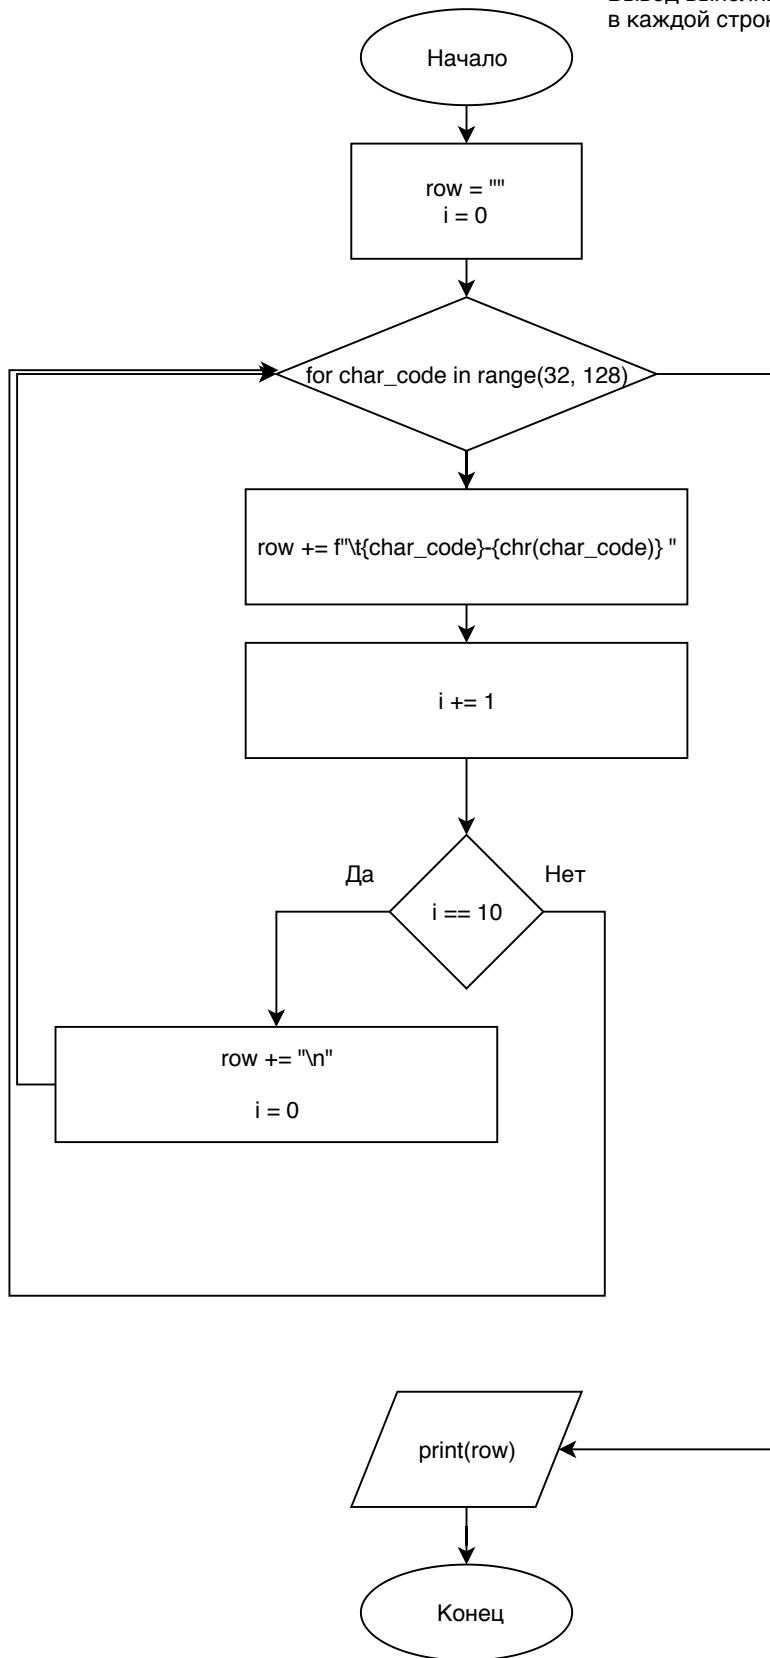 в каждой строк
Начало
row = ""
i = 0
for char_code in range(32, 128)
row += f"\t{char_code}-{chr(char_code)} "
i += 1
Да
Нет
i == 10
row += "\n"
i = 0
print(row)
Конец